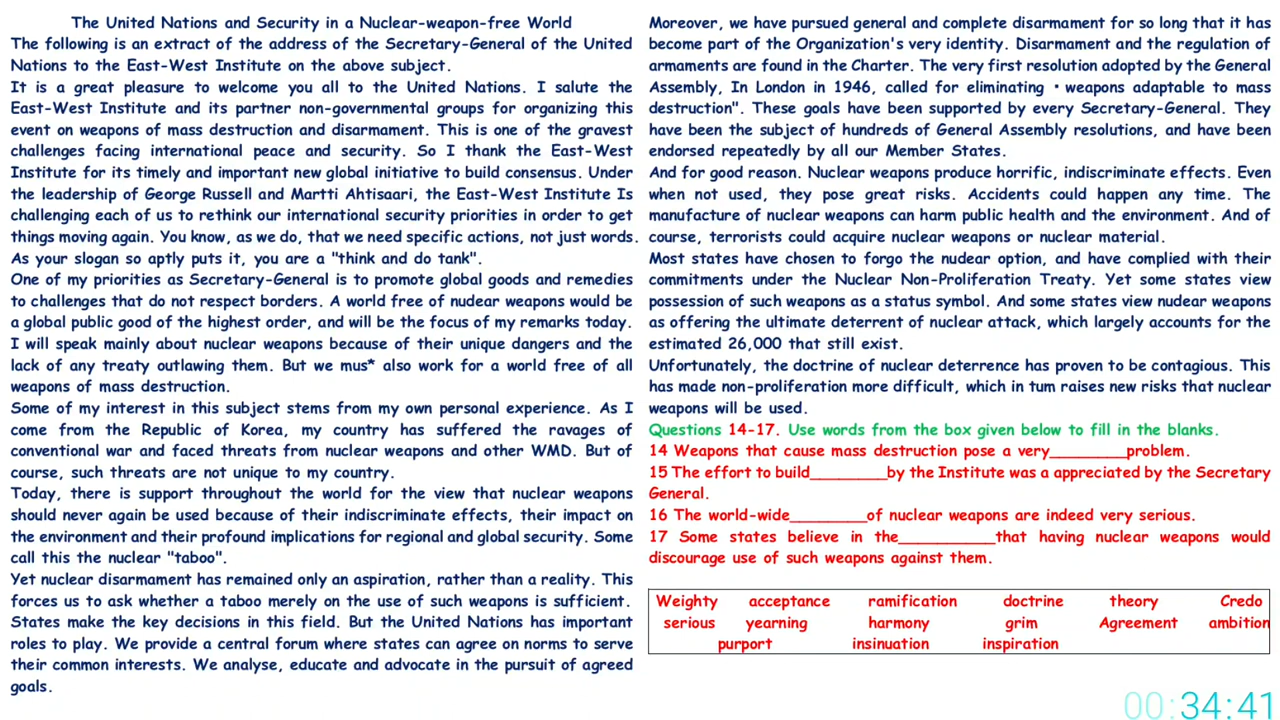 The United Nations and Security in a Nuclear-weapon-free World
The following is an extract of the address of the Secretary-General of the United
Nations to the East-West Institute on the above subject.
It is a great pleasure to welcome you all to the United Nations. I salute the
East-West Institute and its partner non-governmental groups for organizing this
event on weapons of mass destruction and disarmament. This is one of the gravest
challenges facing international peace and security. So I thank the East-West
Institute for its timely and important new global initiative to build consensus. Under
the leadership of George Russell and Martti Ahtisaari, the East-West Institute Is
challenging each of us to rethink our international security priorities in order to get
things moving again. You know, as we do, that we need specific actions, not just words.
As your slogan so aptly puts it, you are a "think and do tank".
One of my priorities as Secretary-General is to promote global goods and remedies
to challenges that do not respect borders. A world free of nudear weapons would be
a global public good of the highest order, and will be the focus of my remarks today.
I will speak mainly about nuclear weapons because of their unique dangers and the
lack of any treaty outlawing them. But we mus* also work for a world free of all
weapons of mass destruction.
Some of my interest in this subject stems from my own personal experience. As I
come from the Republic of Korea, my country has suffered the ravages of
conventional war and faced threats from nuclear weapons and other WMD. But of
course, such threats are not unique to my country.
Today, there is support throughout the world for the view that nuclear weapons
should never again be used because of their indiscriminate effects, their impact on
the environment and their profound implications for regional and global security. Some
call this the nuclear "taboo".
Yet nuclear disarmament has remained only an aspiration, rather than a reality. This
forces us to ask whether a taboo merely on the use of such weapons is sufficient.
States make the key decisions in this field. But the United Nations has important
roles to play. We provide a central forum where states can agree on norms to serve
their common interests. We analyse, educate and advocate in the pursuit of agreed
goals.
Moreover, we have pursued general and complete disarmament for so long that it has
become part of the Organization's very identity. Disarmament and the regulation of
armaments are found in the Charter. The very first resolution adopted by the General
Assembly, In London in 1946, called for eliminating • weapons adaptable to mass
destruction". These goals have been supported by every Secretary-General. They
have been the subject of hundreds of General Assembly resolutions, and have been
endorsed repeatedly by all our Member States.
And for good reason. Nuclear weapons produce horrific, indiscriminate effects. Even
when not used, they pose great risks. Accidents could happen any time. The
manufacture of nuclear weapons can harm public health and the environment. And of
course, terrorists could acquire nuclear weapons or nuclear material.
Most states have chosen to forgo the nudear option, and have complied with their
commitments under the Nuclear Non-Proliferation Treaty. Yet some states view
possession of such weapons as a status symbol. And some states view nudear weapons
as offering the ultimate deterrent of nuclear attack, which largely accounts for the
estimated 26,000 that still exist.
Unfortunately, the doctrine of nuclear deterrence has proven to be contagious. This
has made non-proliferation more difficult, which in tum raises new risks that nuclear
weapons will be used.
Questions 14-17. Use words from the box given below to fill in the blanks.
14 Weapons that cause mass destruction pose a very________problem.
15 The effort to build________by the Institute was a appreciated by the Secretary
General.
16 The world-wide________of nuclear weapons are indeed very serious.
17 Some states believe in the__________that having nuclear weapons would
discourage use of such weapons against them.
Weighty acceptance ramification doctrine theory Credo
serious yearning harmony grim Agreement ambition
purport insinuation inspiration
00:34:41